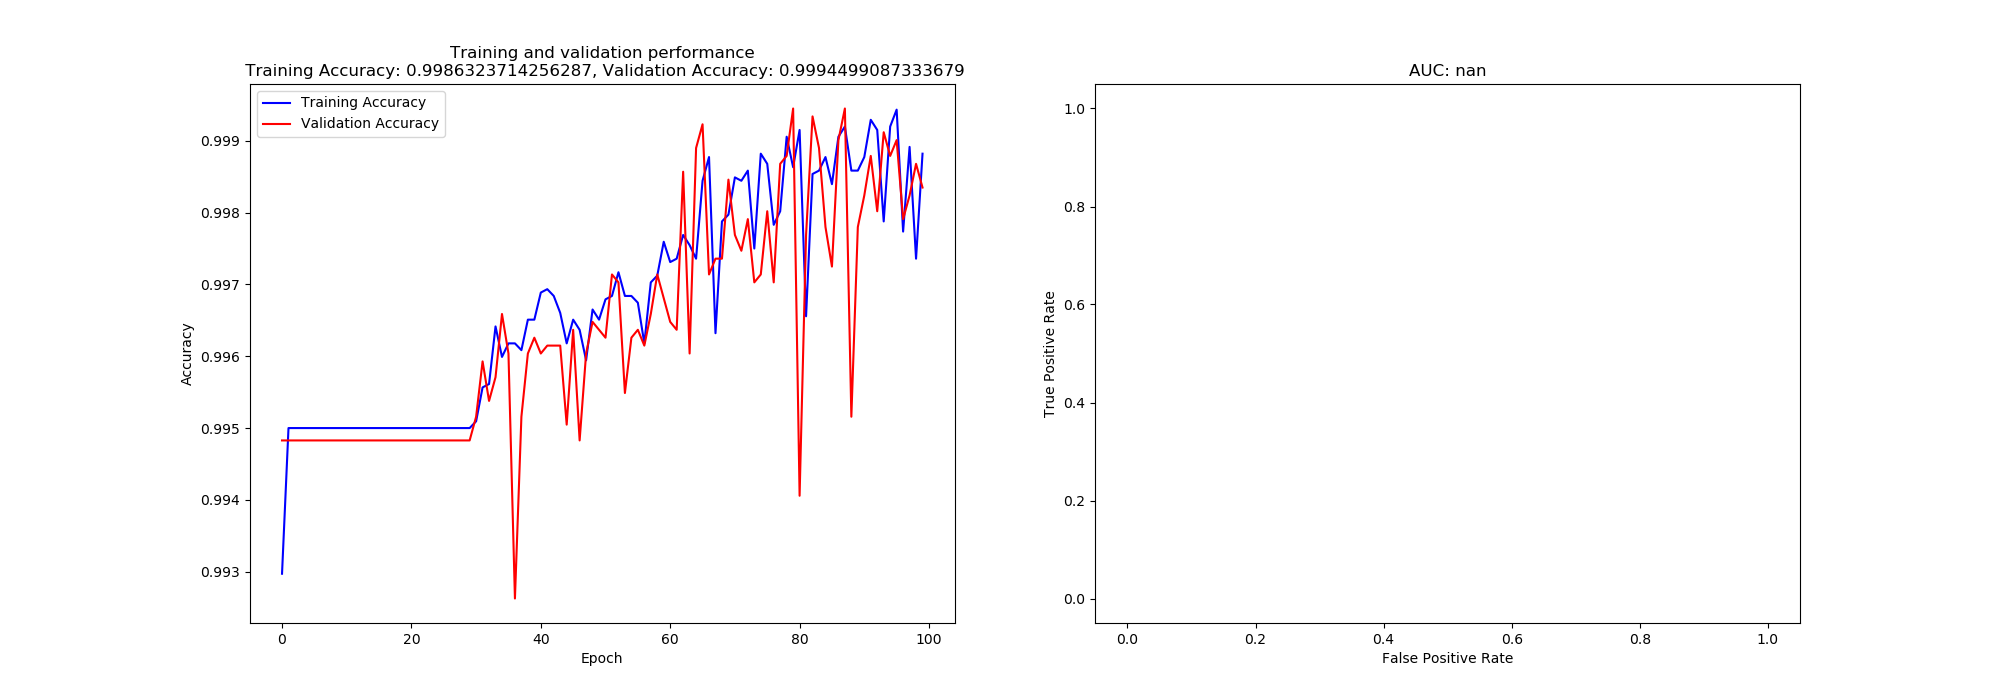 Training and validation performance
Training Accuracy: 0.9986323714256287, Validation Accuracy: 0.9994499087333679
Training Accuracy
Validation Accuracy
0.999
0.998
0.997
0.996
0.995
0.994
0.993
Accuracy
0
20
40
60
80
100
Epoch
AUC: nan
1.0
0.8
0.6
0.4
0.2
0.0
True Positive Rate
0.0
0.2
0.4
0.6
0.8
1.0
False Positive Rate